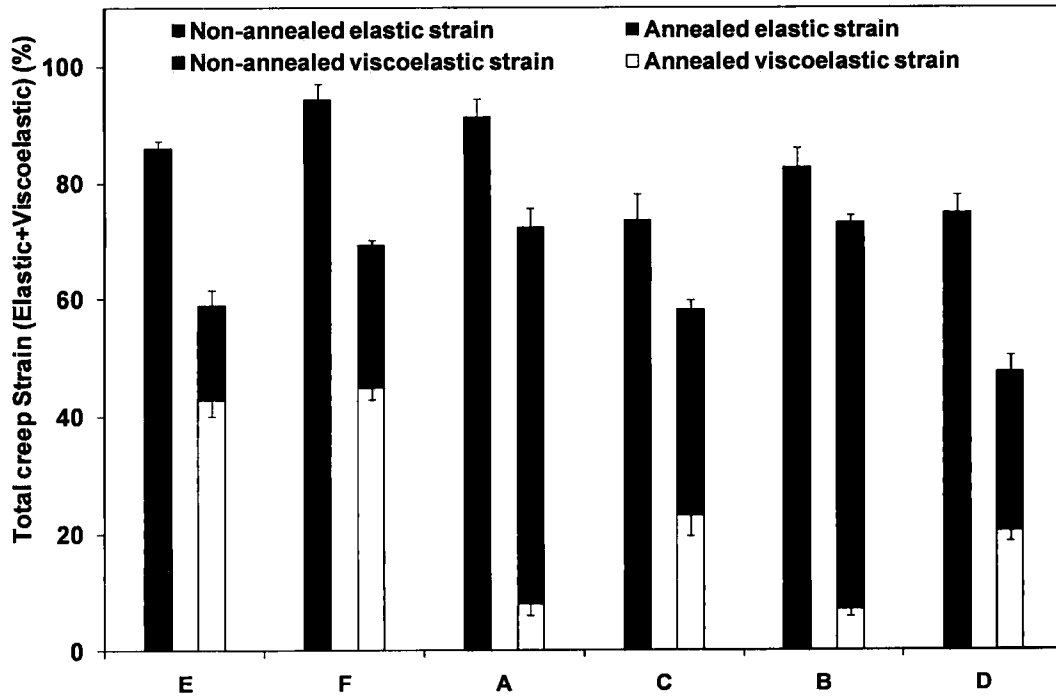 Non-annealed elastic strain
Annealed elastic strain
Non-annealed viscoelastic strain
Annealed viscoelastic strain
Total creep Strain (Elastic+Viscoelastic) (%)
100
80
60
40
20
0
E F A C B D